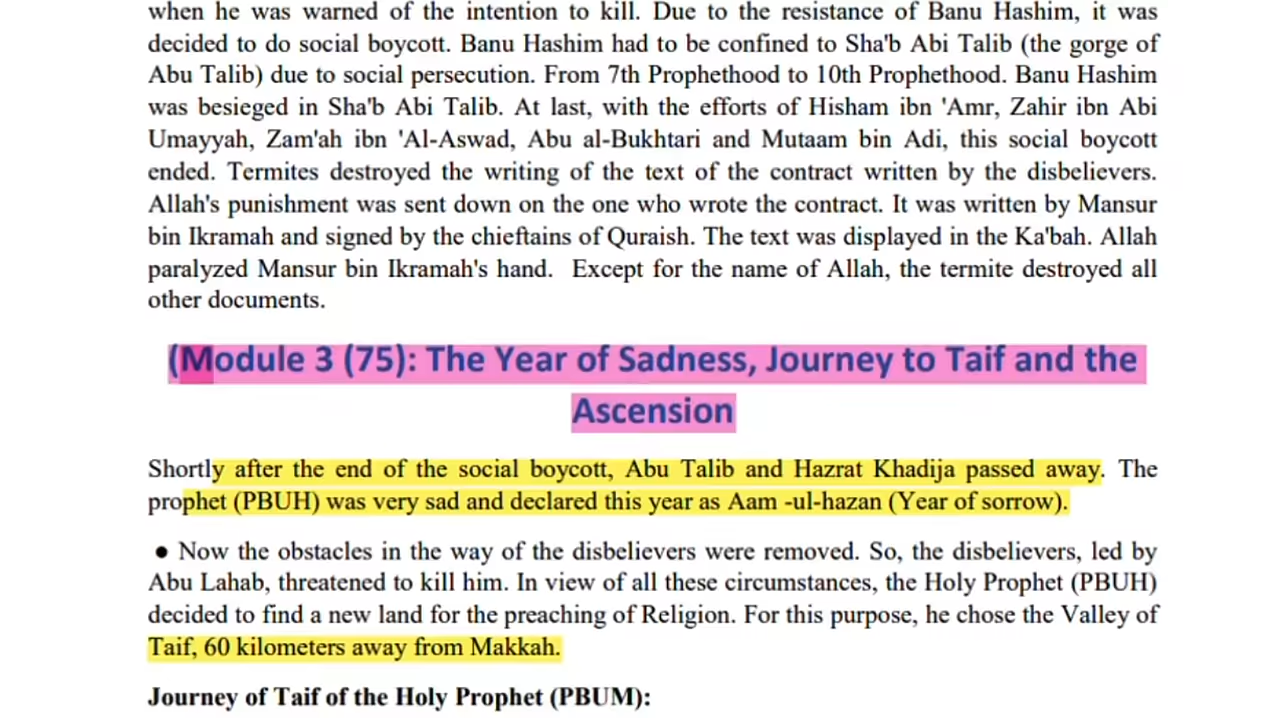 when he was warned of the intention to kill. Due to the resistance of Banu Hashim, it was
decided to do social boycott. Banu Hashim had to be confined to Sha'b Abi Talib (the gorge of
Abu Talib) due to social persecution. From 7th Prophethood to 10th Prophethood. Banu Hashim
was besieged in Sha'b Abi Talib. At last, with the efforts of Hisham ibn 'Amr, Zahir ibn Abi
Umayyah, Zam'ah ibn 'Al-Aswad, Abu al-Bukhtari and Mutaam bin Adi, this social boycott
ended. Termites destroyed the writing of the text of the contract written by the disbelievers.
Allah's punishment was sent down on the one who wrote the contract. It was written by Mansur
bin Ikramah and signed by the chieftains of Quraish. The text was displayed in the Ka'bah. Allah
paralyzed Mansur bin Ikramah's hand. Except for the name of Allah, the termite destroyed all
other documents.
(Module 3 (75): The Year of Sadness, Journey to Taif and the
Ascension
Shortly after the end of the social boycott, Abu Talib and Hazrat Khadija passed away. The
prophet (PBUH) was very sad and declared this year as Aam -ul-hazan (Year of sorrow).
● Now the obstacles in the way of the disbelievers were removed. So, the disbelievers, led by
Abu Lahab, threatened to kill him. In view of all these circumstances, the Holy Prophet (PBUH)
decided to find a new land for the preaching of Religion. For this purpose, he chose the Valley of
Taif, 60 kilometers away from Makkah.
Journey of Taif of the Holy Prophet (PBUM):